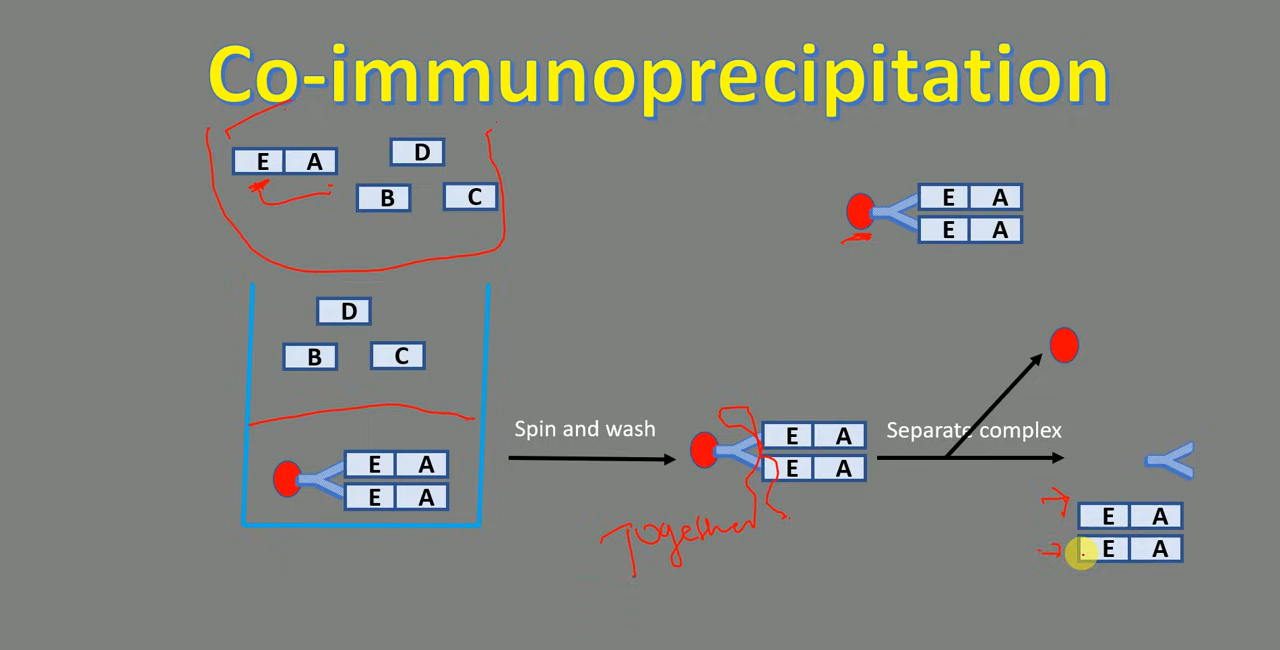 Co-immunoprecipitation
E A
D
B
C
E A
E A
D
B
C
E A
E A
Spin and wash
E A
E A
Separate complex
Together
E A
E A